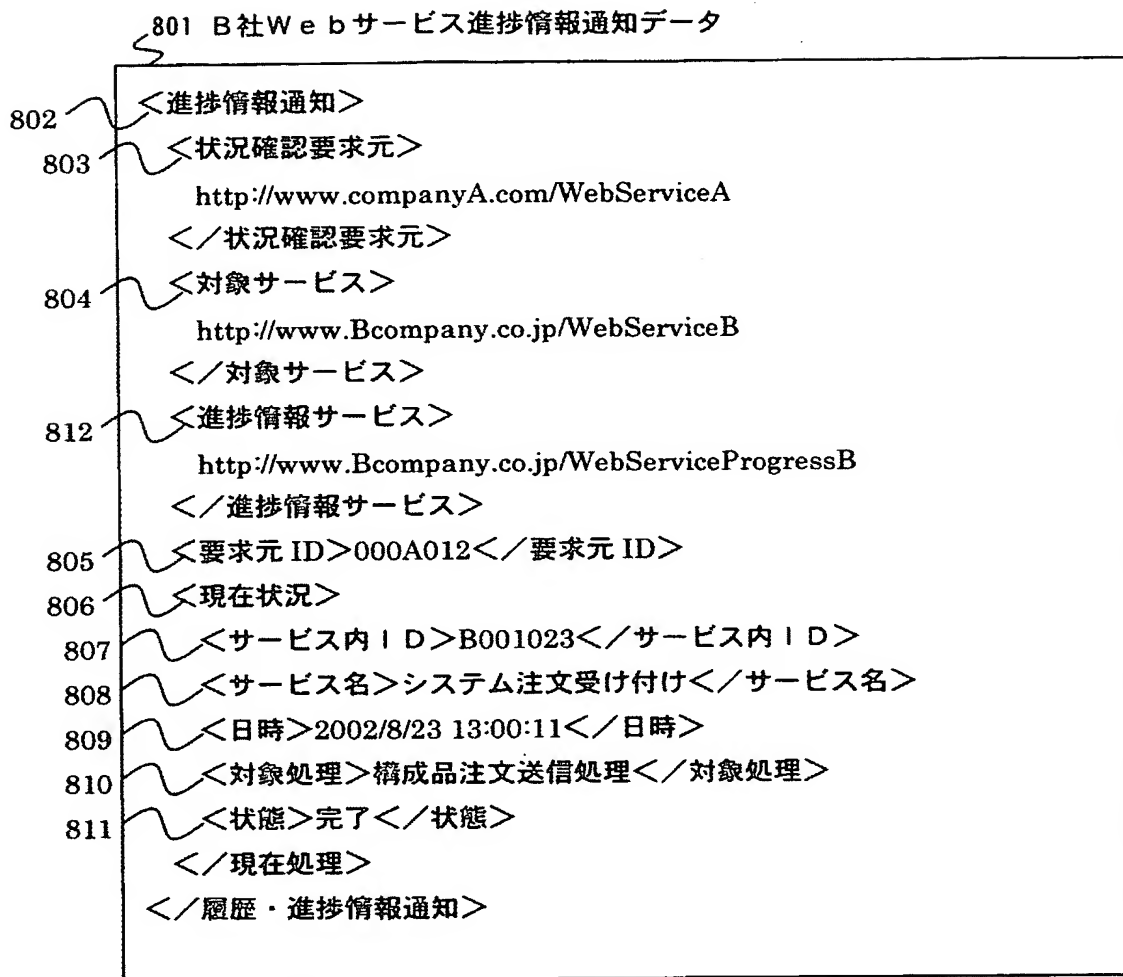 801 B社Webサービス進捗情報通知データ
802 <進捗情報通知>
803 <状況確認要求元>
http://www.companyA.com/WebServiceA
</状況確認要求元>
804 <対象サービス>
http://www.Bcompany.co.jp/WebServiceB
</対象サービス>
812 <進捗情報サービス>
http://www.Bcompany.co.jp/WebServiceProgressB
</進捗情報サービス>
805 <要求元 ID>000A012</要求元 ID>
806 <現在状況>
807 <サービス内ID>B001023</サービス内ID>
808 <サービス名>システム注文受け付け</サービス名>
809 <日時>2002/8/23 13:00:11</日時>
810 <対象処理>構成品注文送信処理</対象処理>
811 <状態>完了</状態>
</現在処理>
</履歴・進捗情報通知>